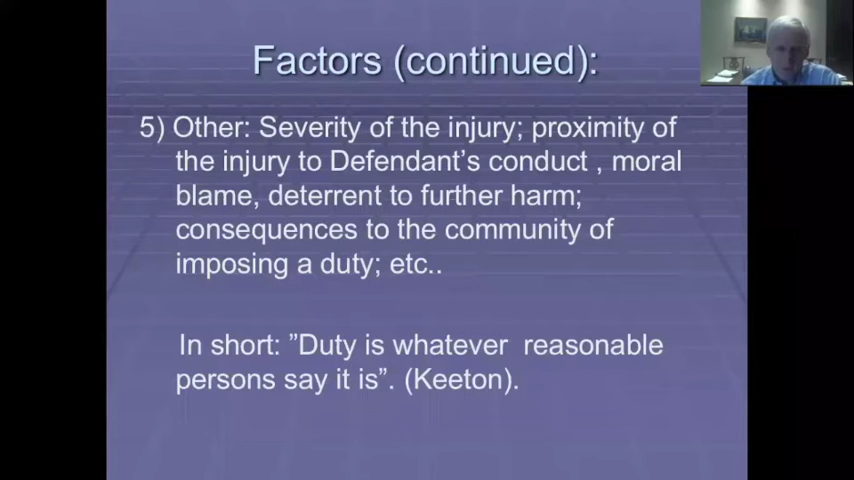 Factors (continued):
5) Other: Severity of the injury; proximity of
the injury to Defendant's conduct , moral
blame, deterrent to further harm;
consequences to the community of
imposing a duty; etc..
In short: ”Duty is whatever reasonable
persons say it is”. (Keeton).